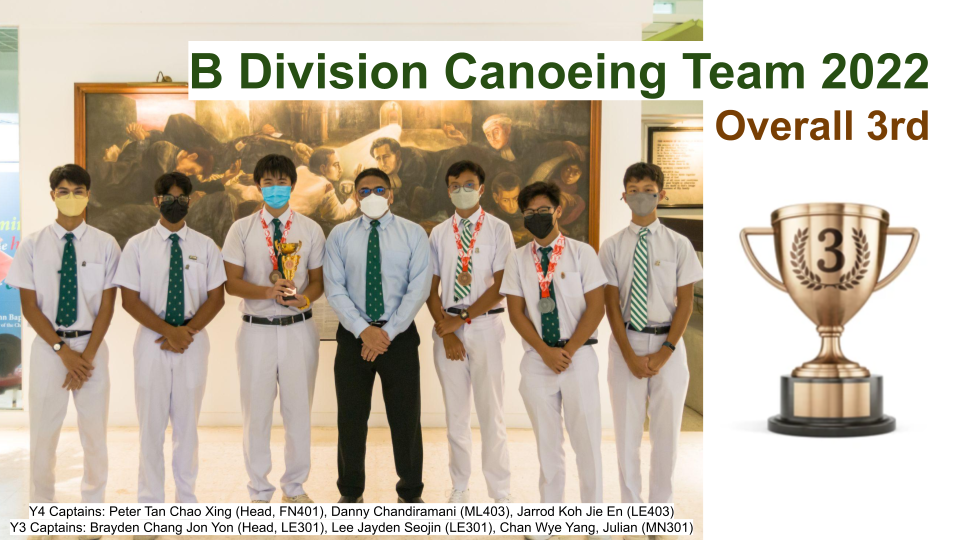 B Division Canoeing Team 2022
Overall 3rd
3
Y4 Captains: Peter Tan Chao Xing (Head, FN401), Danny Chandiramani (ML403), Jarrod Koh Jie En (LE403)
Y3 Captains: Brayden Chang Jon Yon (Head, LE301), Lee Jayden Seojin (LE301), Chan Wye Yang, Julian (MN301)